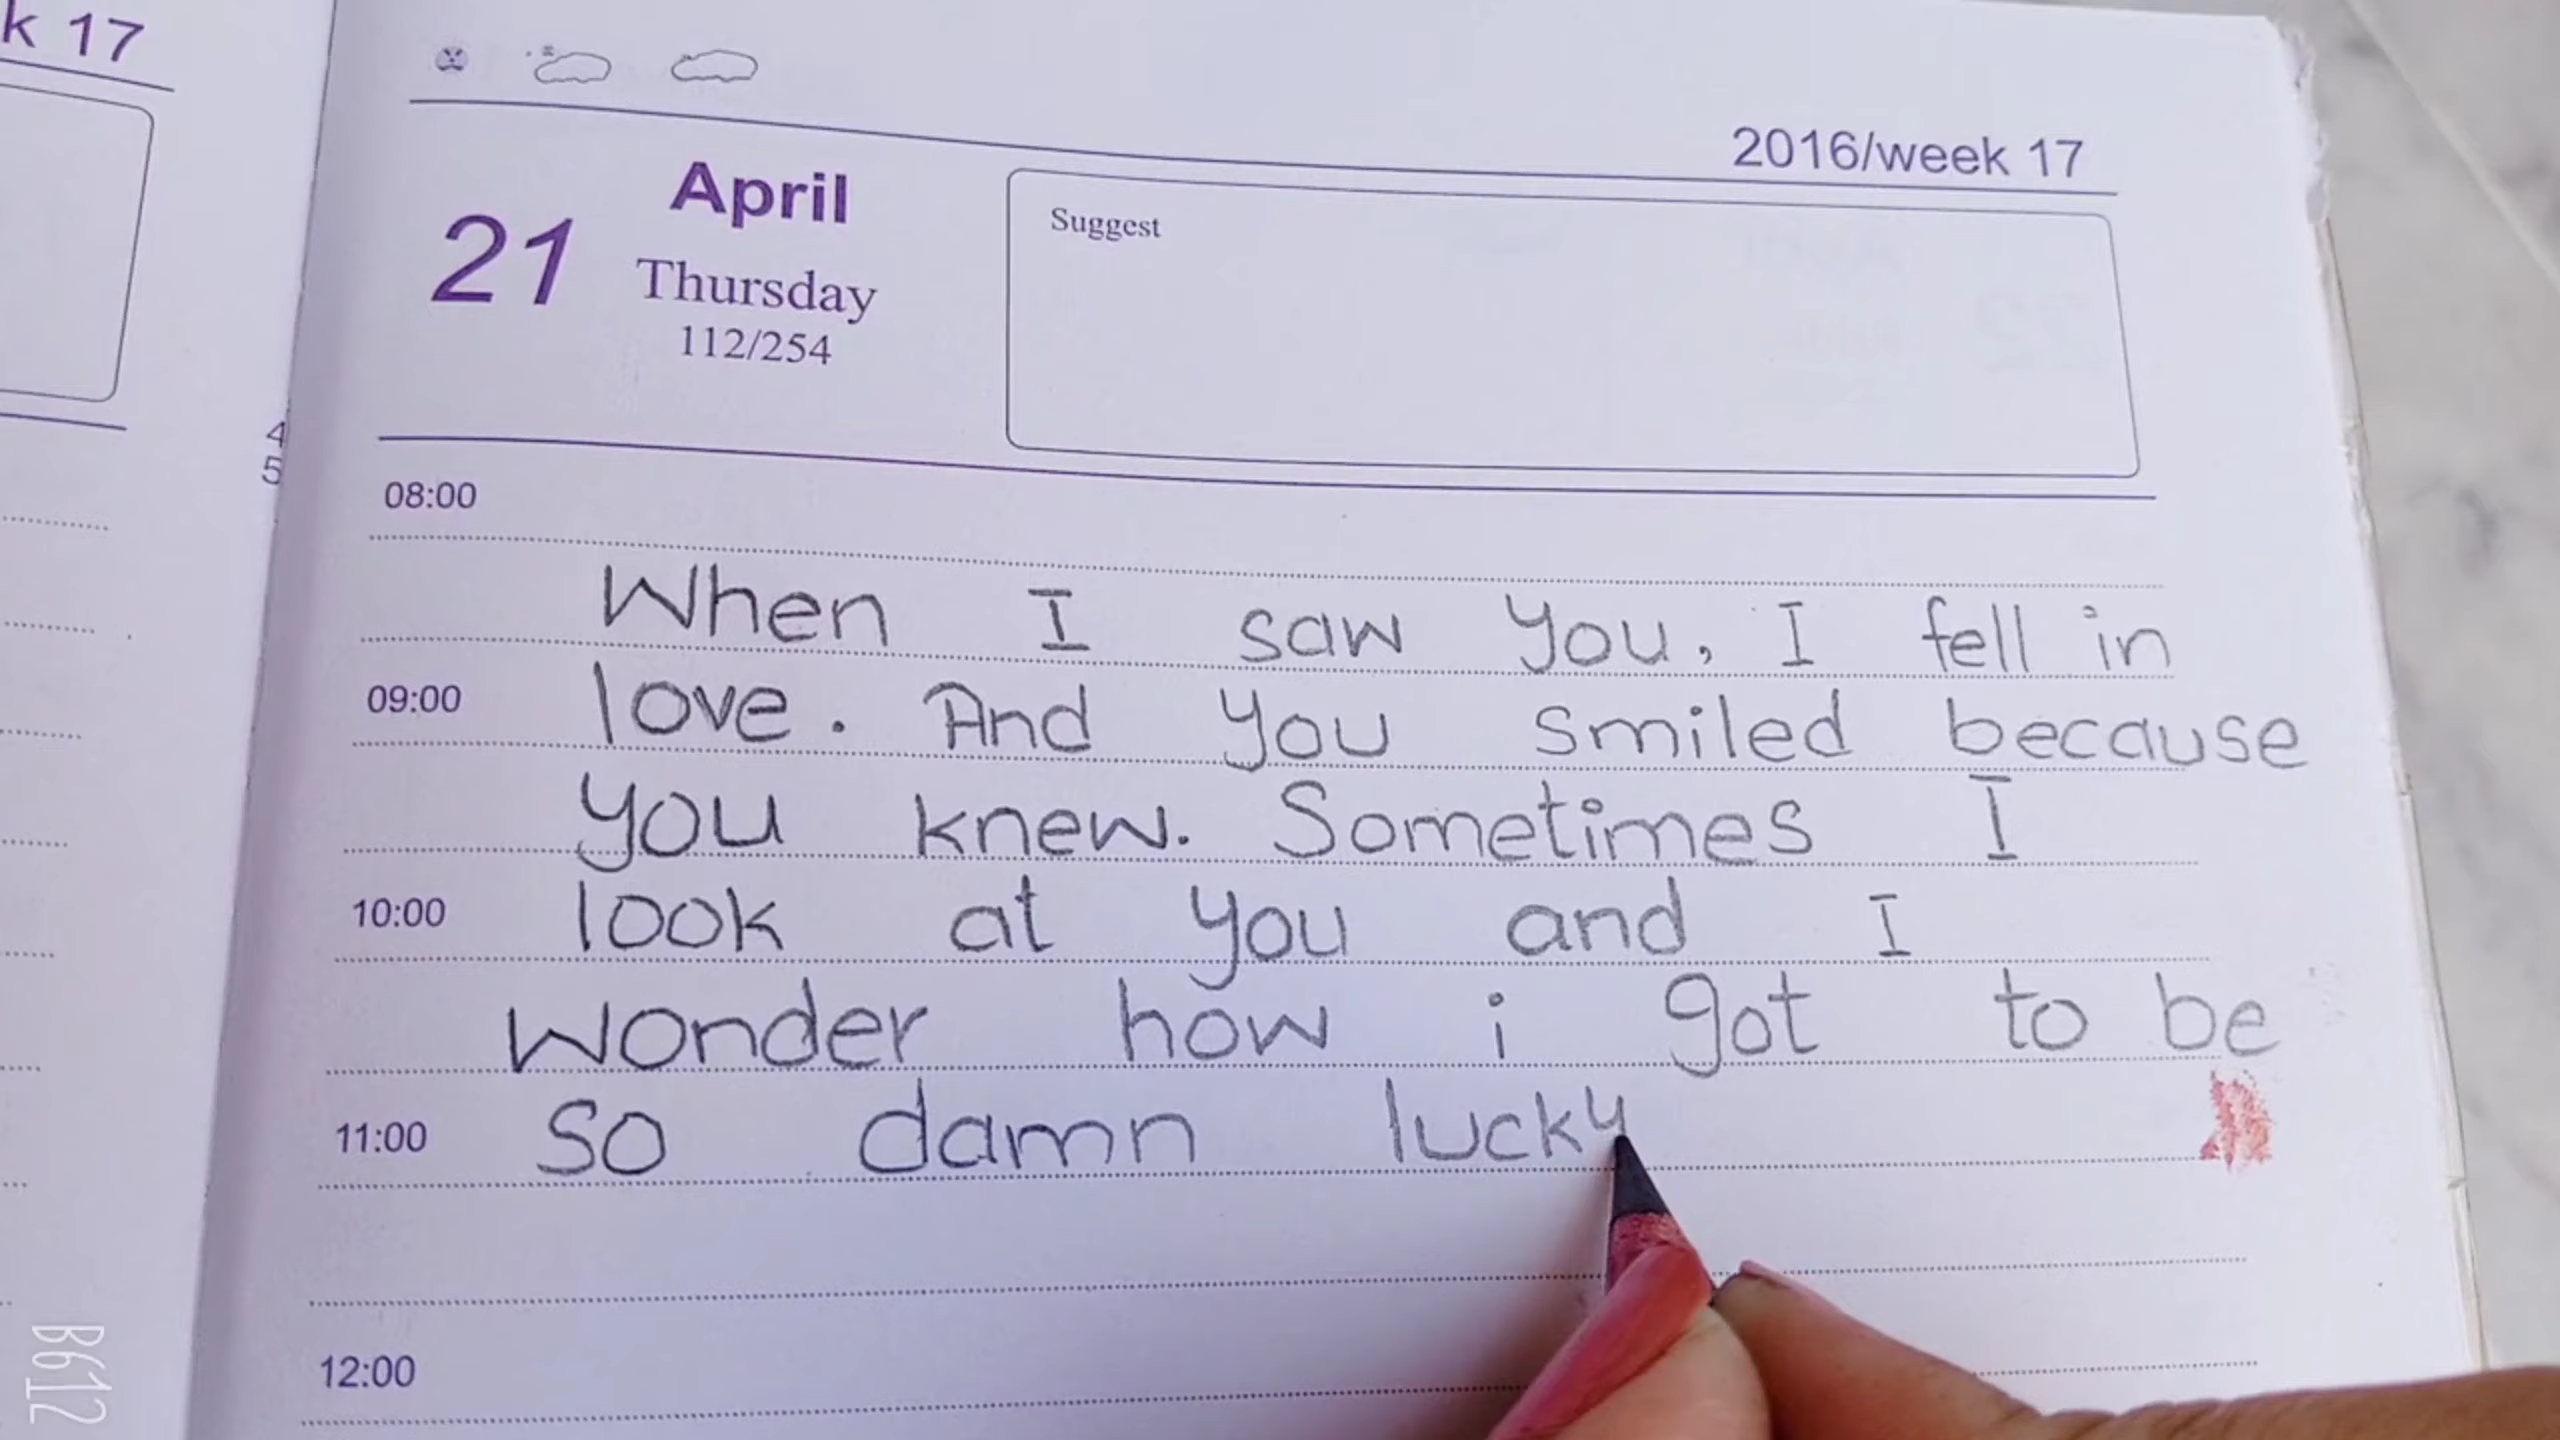 k 17
2016/week 17
April
21
Thursday
112/254
Suggest
4
5
08:00
When I saw you, I fell in
09:00 love. And you smiled because
you knew. Sometimes I
10:00 look at you and I
wonder how i got to be
11:00 so damn lucky
12:00
B612